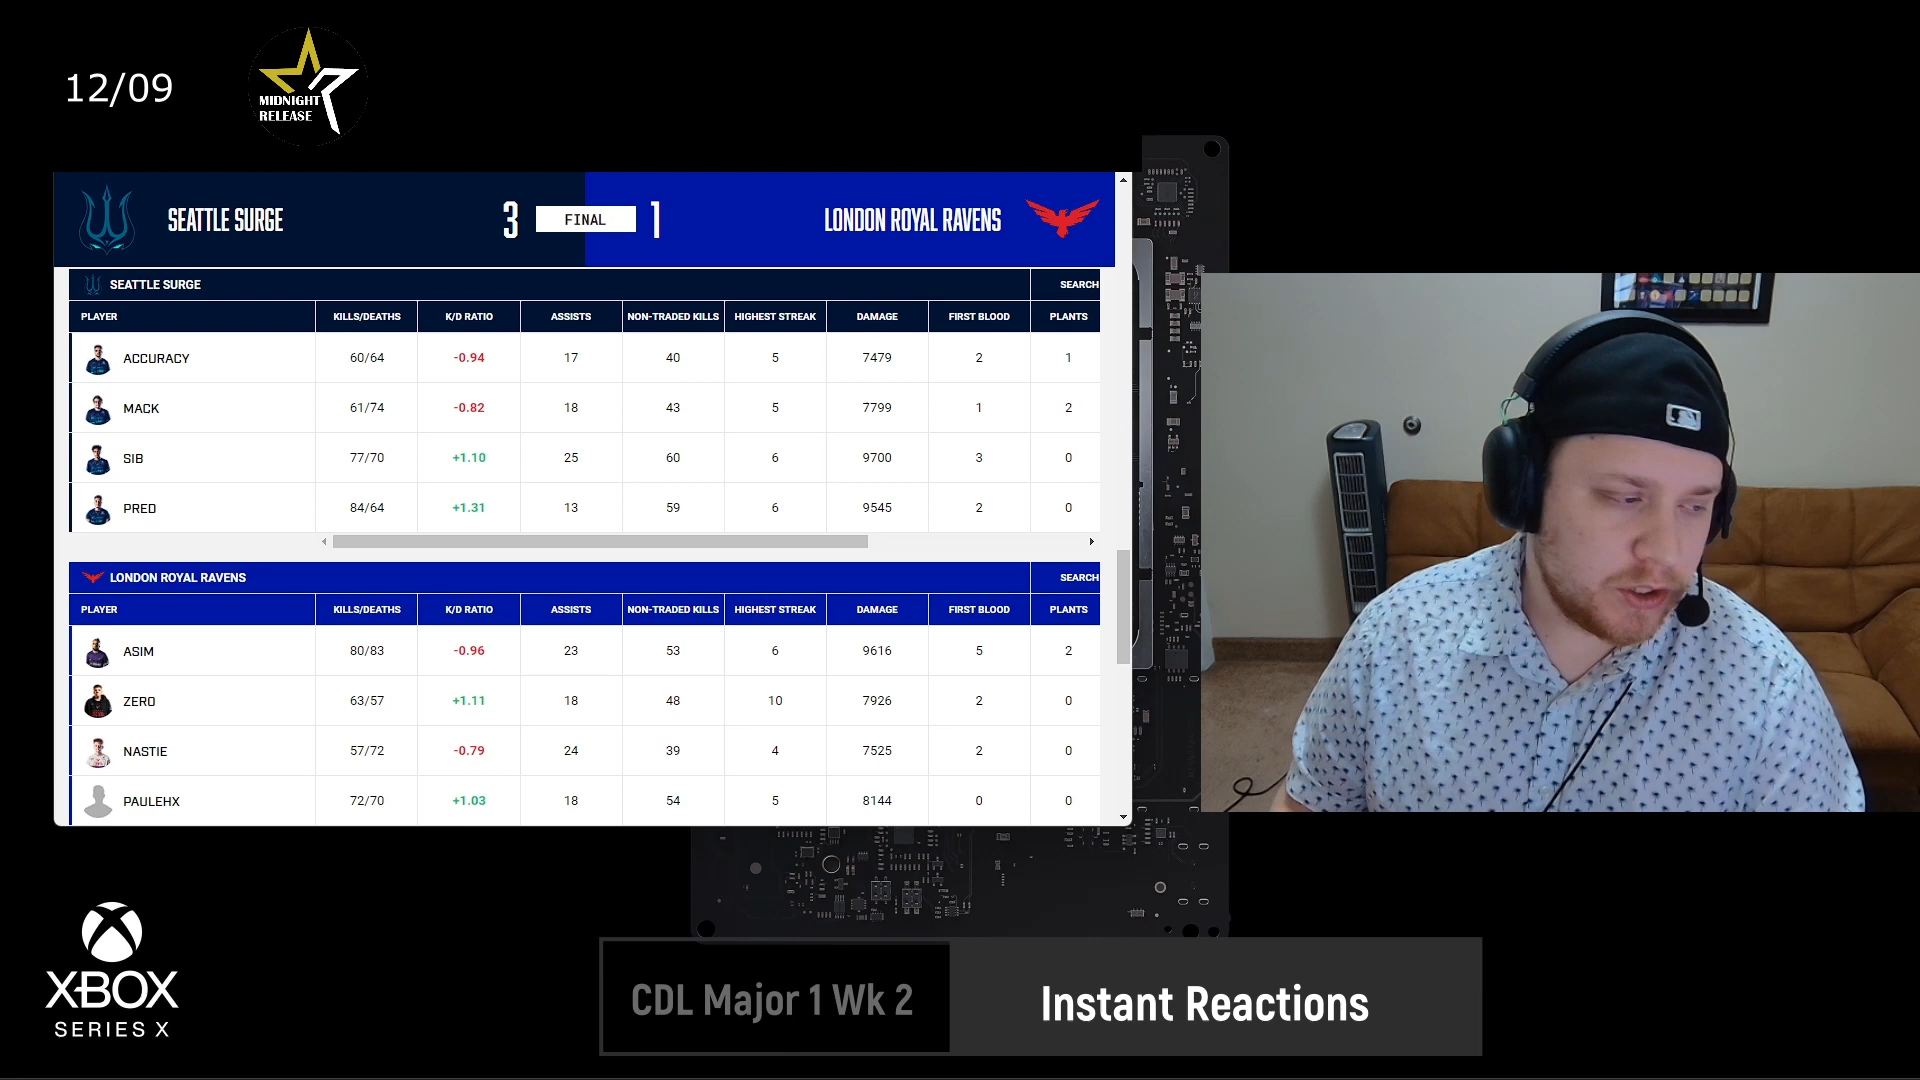 12/09
MIDNIGHT
RELEASE
SEATTLE SURGE 3 FINAL 1 LONDON ROYAL RAVENS
SEATTLE SURGE SEARCH
PLAYER KILLS/DEATHS K/D RATIO ASSISTS NON-TRADED KILLS HIGHEST STREAK DAMAGE FIRST BLOOD PLANTS
ACCURACY 60/64 -0.94 17 40 5 7479 2 1
MACK 61/74 -0.82 18 43 5 7799 1 2
SIB 77/70 +1.10 25 60 6 9700 3 0
PRED 84/64 +1.31 13 59 6 9545 2 0
LONDON ROYAL RAVENS SEARCH
PLAYER KILLS/DEATHS K/D RATIO ASSISTS NON-TRADED KILLS HIGHEST STREAK DAMAGE FIRST BLOOD PLANTS
ASIM 80/83 -0.96 23 53 6 9616 5 2
ZERO 63/57 +1.11 18 48 10 7926 2 0
NASTIE 57/72 -0.79 24 39 4 7525 2 0
PAULEHX 72/70 +1.03 18 54 5 8144 0 0
XBOX
SERIES X
CDL Major 1 Wk 2
Instant Reactions